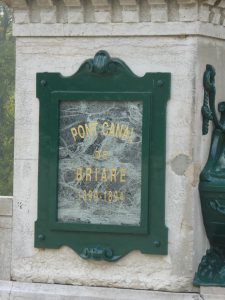 PONT CANAL
DE
BRIARE
1890-1894